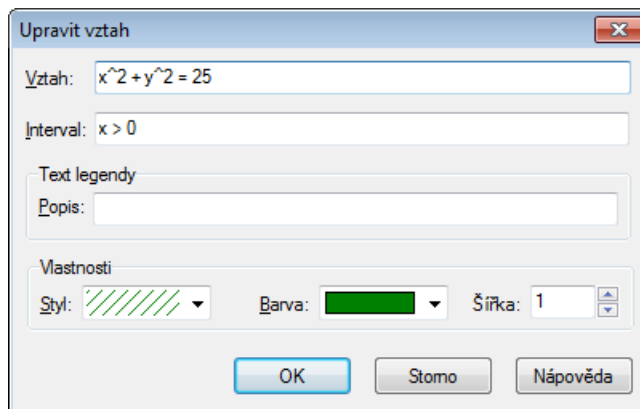 Upravit vztah
Vztah: x^2 + y^2 = 25
Interval: x > 0
Text legendy
Popis:
Vlastnosti
Styl: Barva: Šířka: 1
OK Storno Nápověda